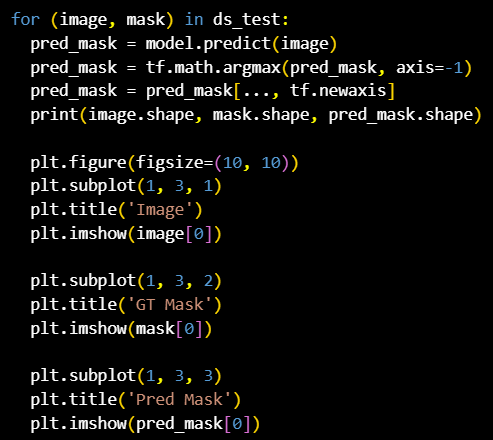 for (image, mask) in ds_test:
  pred_mask = model.predict(image)
  pred_mask = tf.math.argmax(pred_mask, axis=-1)
  pred_mask = pred_mask[..., tf.newaxis]
  print(image.shape, mask.shape, pred_mask.shape)

  plt.figure(figsize=(10, 10))
  plt.subplot(1, 3, 1)
  plt.title('Image')
  plt.imshow(image[0])

  plt.subplot(1, 3, 2)
  plt.title('GT Mask')
  plt.imshow(mask[0])

  plt.subplot(1, 3, 3)
  plt.title('Pred Mask')
  plt.imshow(pred_mask[0])